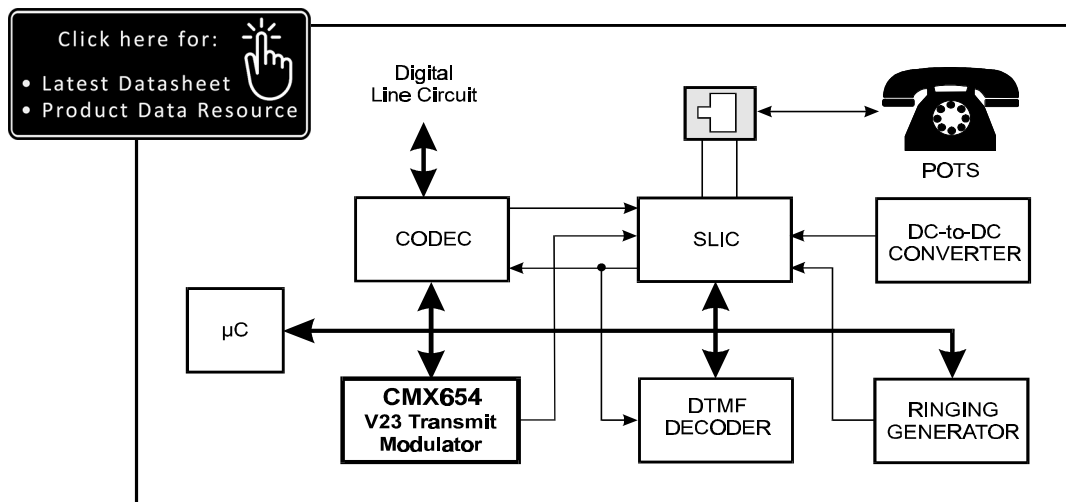 Click here for:
• Latest Datasheet
• Product Data Resource
Digital
Line Circuit
POTS
CODEC
SLIC
DC-to-DC
CONVERTER
µC
CMX654
V23 Transmit
Modulator
DTMF
DECODER
RINGING
GENERATOR